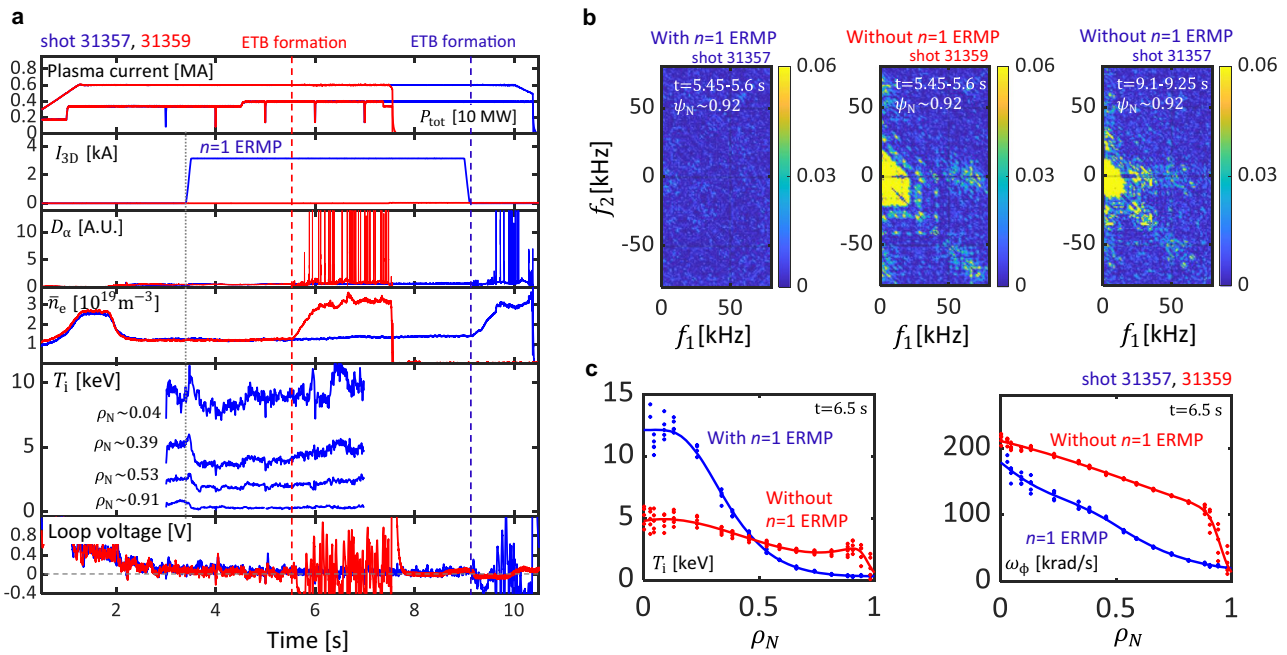 a
shot 31357, 31359
ETB formation
ETB formation
Plasma current [MA]
P_tot [10 MW]
0.8
0.6
0.4
0.2
0
I_3D [kA]
n=1 ERMP
4
2
0
D_α [A.U.]
10
5
0
n̄_e [10^19 m^−3]
3
2
1
T_i [keV]
10
5
0
ρ_N~0.04
ρ_N~0.39
ρ_N~0.53
ρ_N~0.91
Loop voltage [V]
0.8
0.4
0
-0.4
2 4 6 8 10
Time [s]
b
With n=1 ERMP
shot 31357
t=5.45-5.6 s
ψ_N~0.92
f_2[kHz]
50
0
-50
0 50
f_1[kHz]
0.06
0.03
0
Without n=1 ERMP
shot 31359
t=5.45-5.6 s
ψ_N~0.92
50
0
-50
0 50
f_1[kHz]
0.06
0.03
0
Without n=1 ERMP
shot 31357
t=9.1-9.25 s
ψ_N~0.92
50
0
-50
0 50
f_1[kHz]
0.06
0.03
0
c
shot 31357, 31359
15
10
5
0
t=6.5 s
With n=1 ERMP
Without
n=1 ERMP
T_i [keV]
0 0.5 1
ρ_N
200
100
0
t=6.5 s
Without n=1 ERMP
n=1 ERMP
ω_ϕ [krad/s]
0 0.5 1
ρ_N